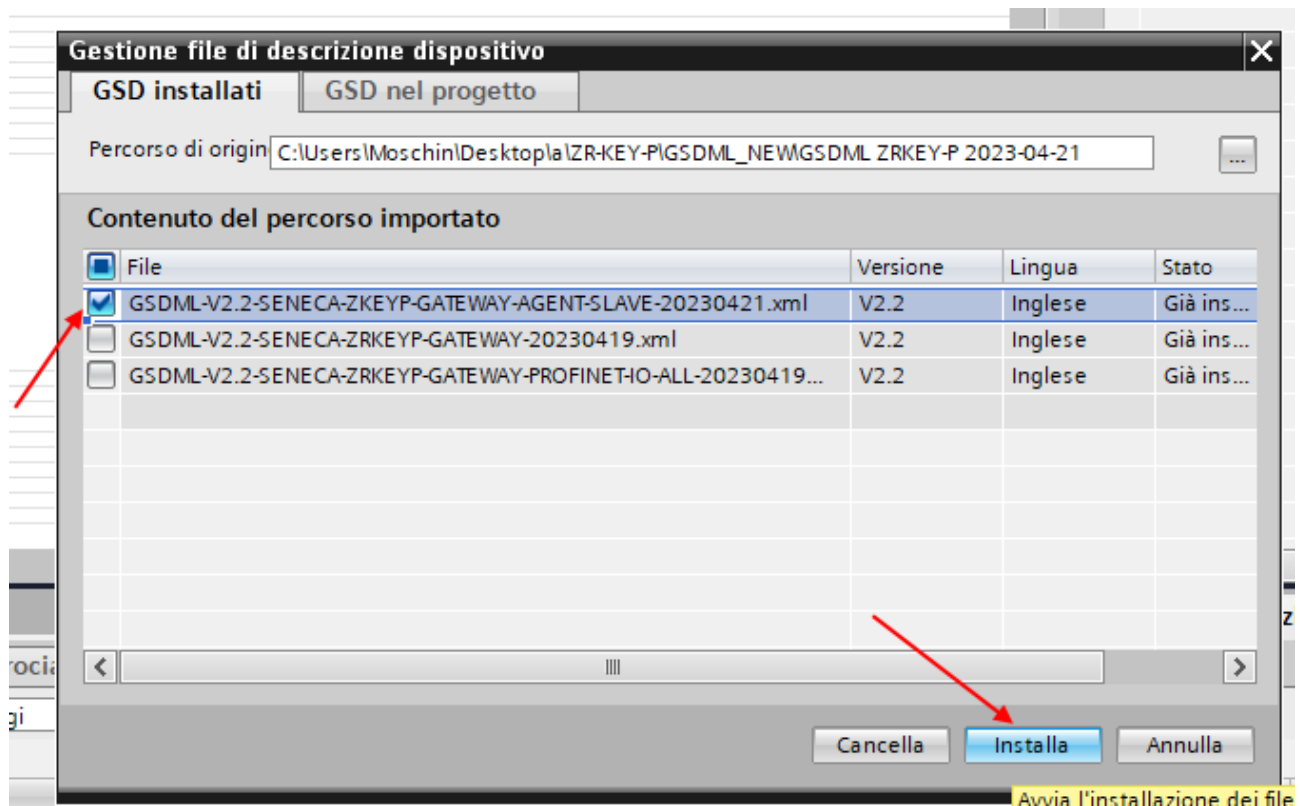 Gestione file di descrizione dispositivo
GSD installati GSD nel progetto
Percorso di origin C:\Users\Moschin\Desktop\a\ZR-KEY-P\GSDML_NEW\GSDML ZRKEY-P 2023-04-21 ...
Contenuto del percorso importato
File Versione Lingua Stato
GSDML-V2.2-SENECA-ZKEYP-GATEWAY-AGENT-SLAVE-20230421.xml V2.2 Inglese Già ins...
GSDML-V2.2-SENECA-ZRKEYP-GATEWAY-20230419.xml V2.2 Inglese Già ins...
GSDML-V2.2-SENECA-ZRKEYP-GATEWAY-PROFINET-IO-ALL-20230419... V2.2 Inglese Già ins...
rocia
gi
Cancella Installa Annulla
Avvia l'installazione dei file